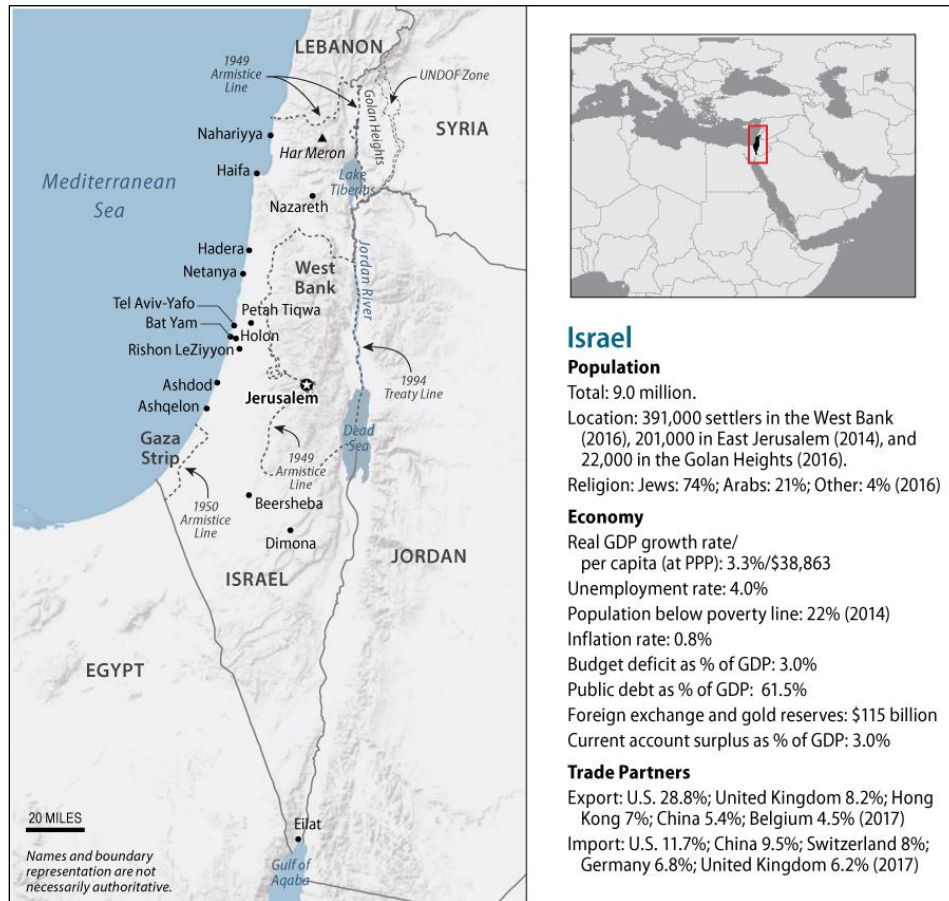 LEBANON
1949
Armistice
Line
UNDOF Zone
Golan Heights
SYRIA
Nahariyya
Har Meron
Haifa
Lake
Tiberias
Mediterranean
Sea
Nazareth
Hadera
West
Bank
Jordan River
Netanya
Tel Aviv-Yafo
Petah Tiqwa
Bat Yam
Holon
Rishon LeZiyyon
1994
Treaty Line
Ashdod
Jerusalem
Ashqelon
Gaza
Strip
Dead
Sea
1949
Armistice
Line
1950
Armistice
Line
Beersheba
Dimona
JORDAN
ISRAEL
EGYPT
20 MILES
Eilat
Names and boundary
representation are not
necessarily authoritative.
Gulf of
Aqaba
Israel
Population
Total: 9.0 million.
Location: 391,000 settlers in the West Bank
(2016), 201,000 in East Jerusalem (2014), and
22,000 in the Golan Heights (2016).
Religion: Jews: 74%; Arabs: 21%; Other: 4% (2016)
Economy
Real GDP growth rate/
per capita (at PPP): 3.3%/$38,863
Unemployment rate: 4.0%
Population below poverty line: 22% (2014)
Inflation rate: 0.8%
Budget deficit as % of GDP: 3.0%
Public debt as % of GDP: 61.5%
Foreign exchange and gold reserves: $115 billion
Current account surplus as % of GDP: 3.0%
Trade Partners
Export: U.S. 28.8%; United Kingdom 8.2%; Hong
Kong 7%; China 5.4%; Belgium 4.5% (2017)
Import: U.S. 11.7%; China 9.5%; Switzerland 8%;
Germany 6.8%; United Kingdom 6.2% (2017)